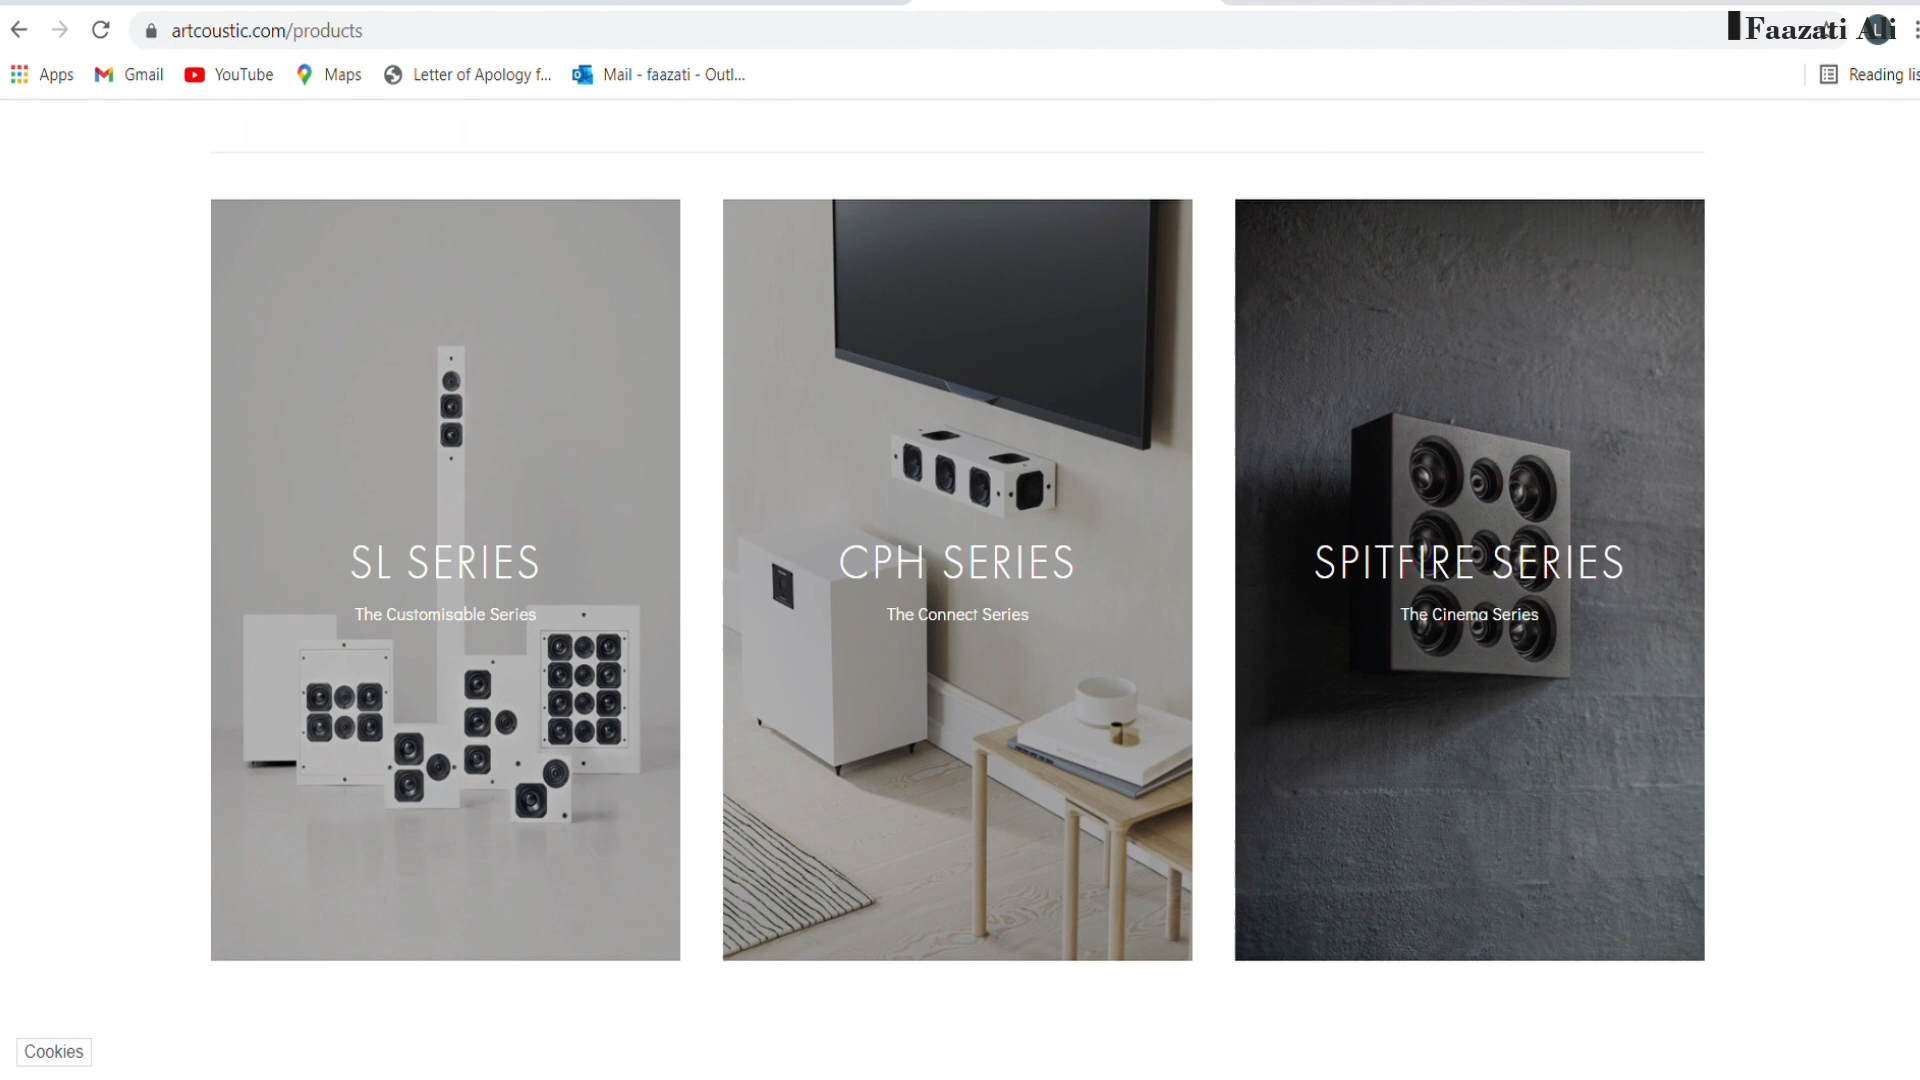 artcoustic.com/products
Faazati Ali
Apps
Gmail
YouTube
Maps
Letter of Apology f...
Mail - faazati - Outl...
Reading lis
SL SERIES
The Customisable Series
CPH SERIES
The Connect Series
SPITFIRE SERIES
The Cinema Series
Cookies